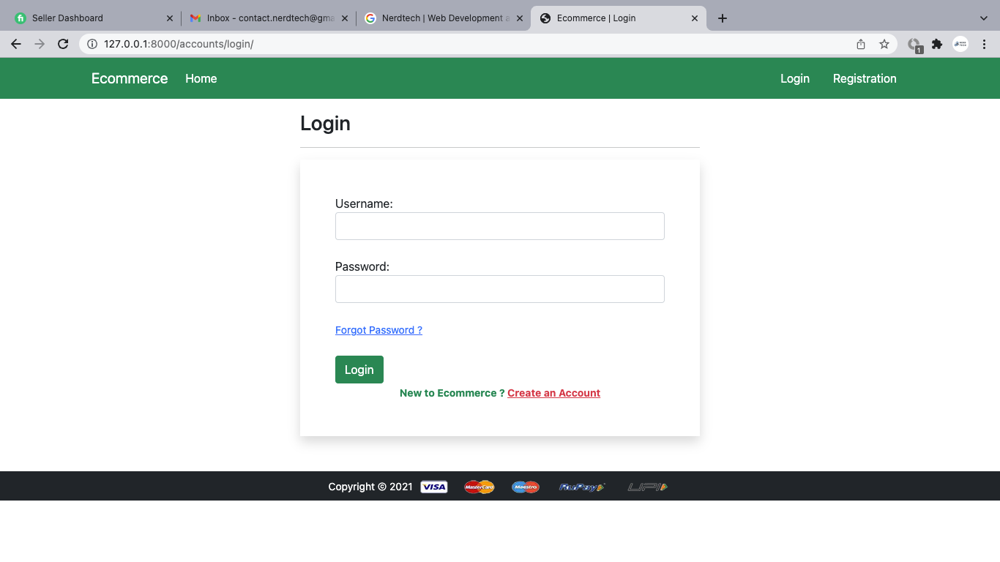 Seller Dashboard
Inbox - contact.nerdtech@gma
Nerdtech | Web Development a
Ecommerce | Login
127.0.0.1:8000/accounts/login/
1
Ecommerce Home Login Registration
Login
Username:
Password:
Forgot Password ?
Login
New to Ecommerce ? Create an Account
Copyright © 2021 VISA MasterCard Maestro RuPay UPI